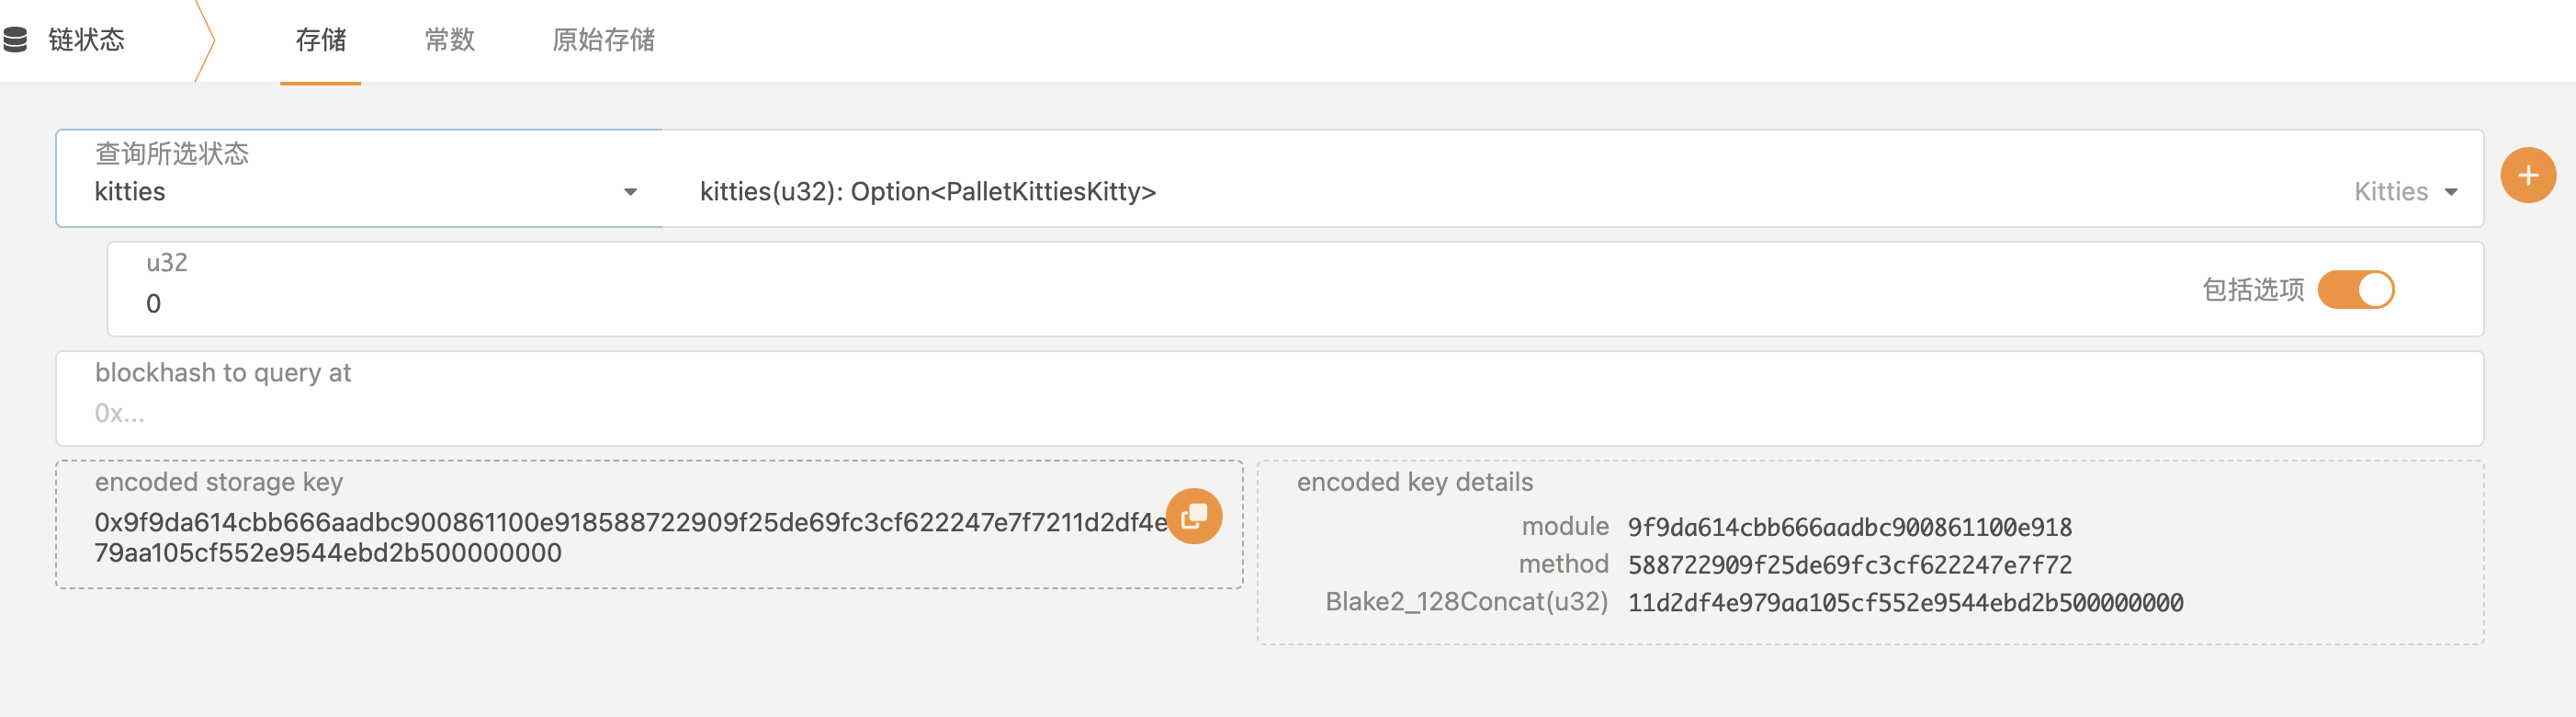 链状态
存储
常数
原始存储
查询所选状态
kitties
kitties(u32): Option<PalletKittiesKitty>
Kitties
u32
0
包括选项
blockhash to query at
0x...
encoded storage key
0x9f9da614cbb666aadbc900861100e918588722909f25de69fc3cf622247e7f7211d2df4e
79aa105cf552e9544ebd2b500000000
encoded key details
module 9f9da614cbb666aadbc900861100e918
method 588722909f25de69fc3cf622247e7f72
Blake2_128Concat(u32) 11d2df4e979aa105cf552e9544ebd2b500000000